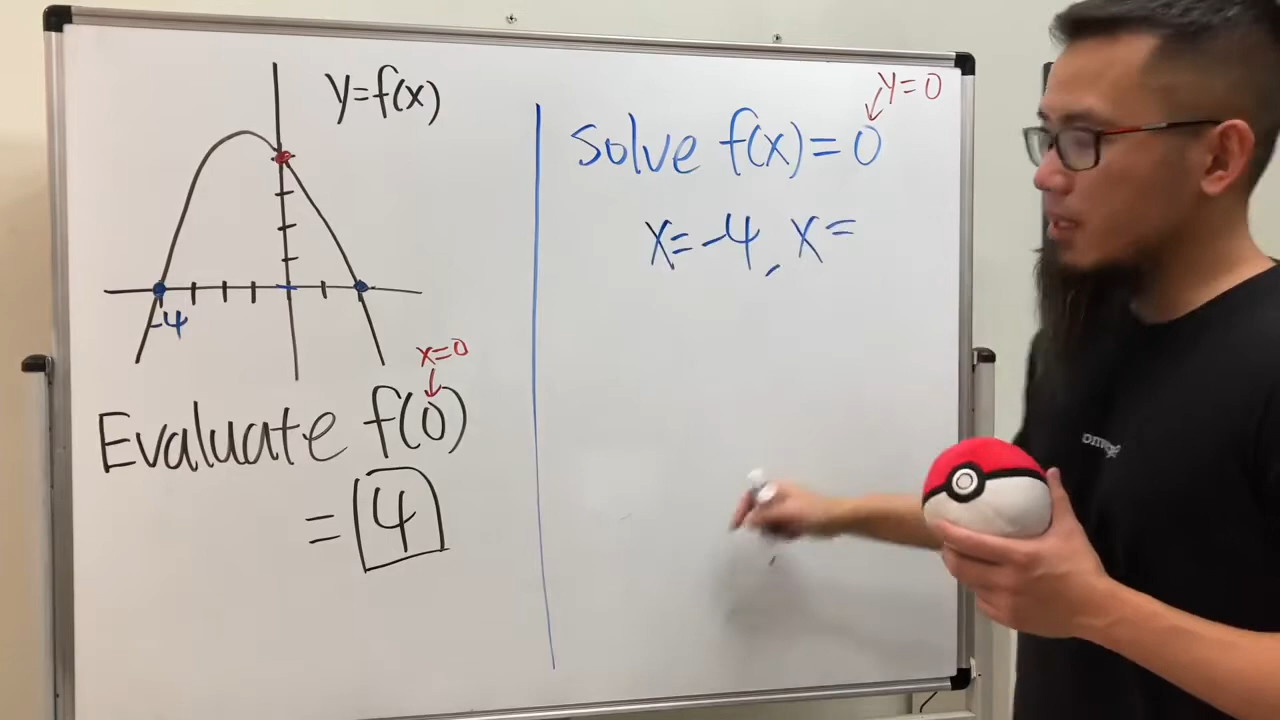 y=f(x)
-4
x=0
Evaluate f(0)
= 4
y=0
Solve f(x)=0
x=-4, x=